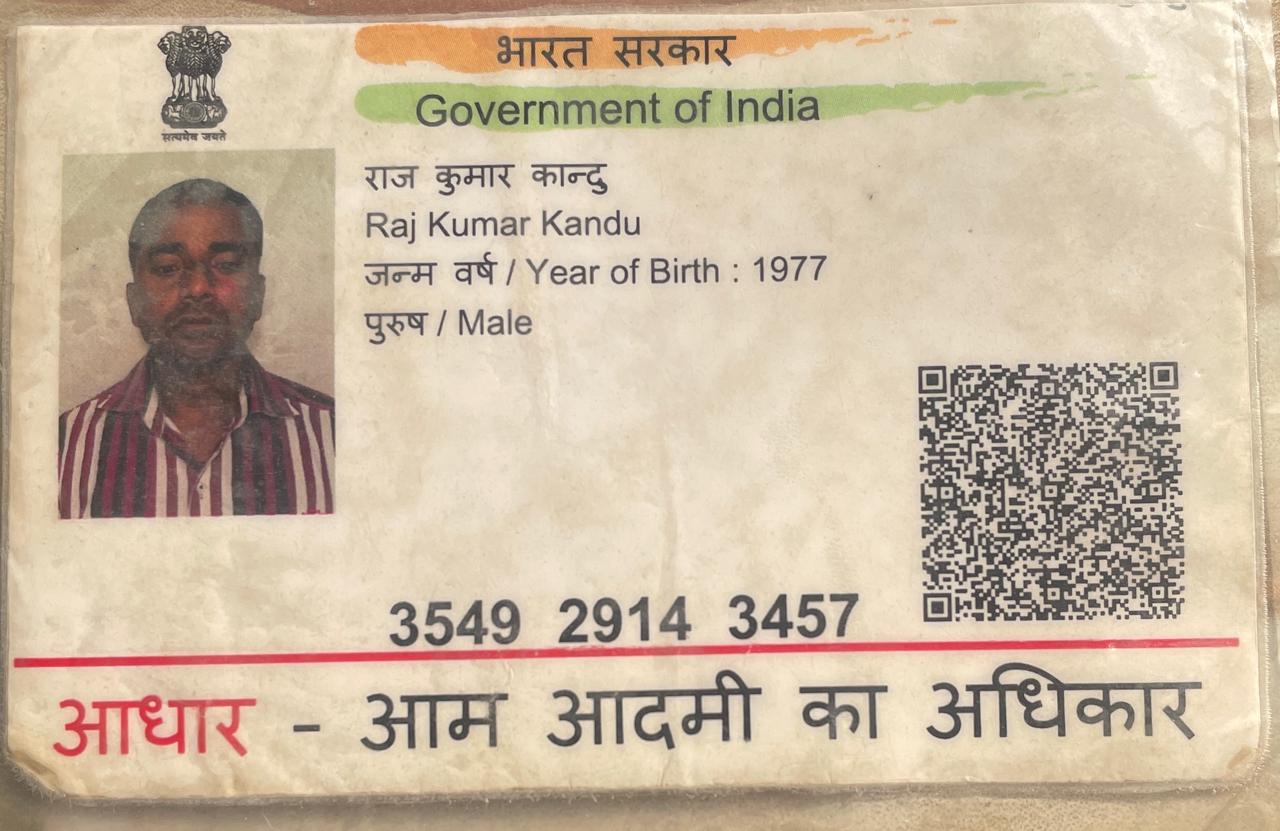 भारत सरकार
Government of India
सत्यमेव जयते
राज कुमार कान्दु
Raj Kumar Kandu
जन्म वर्ष / Year of Birth : 1977
पुरुष / Male
3549 2914 3457
आधार - आम आदमी का अधिकार